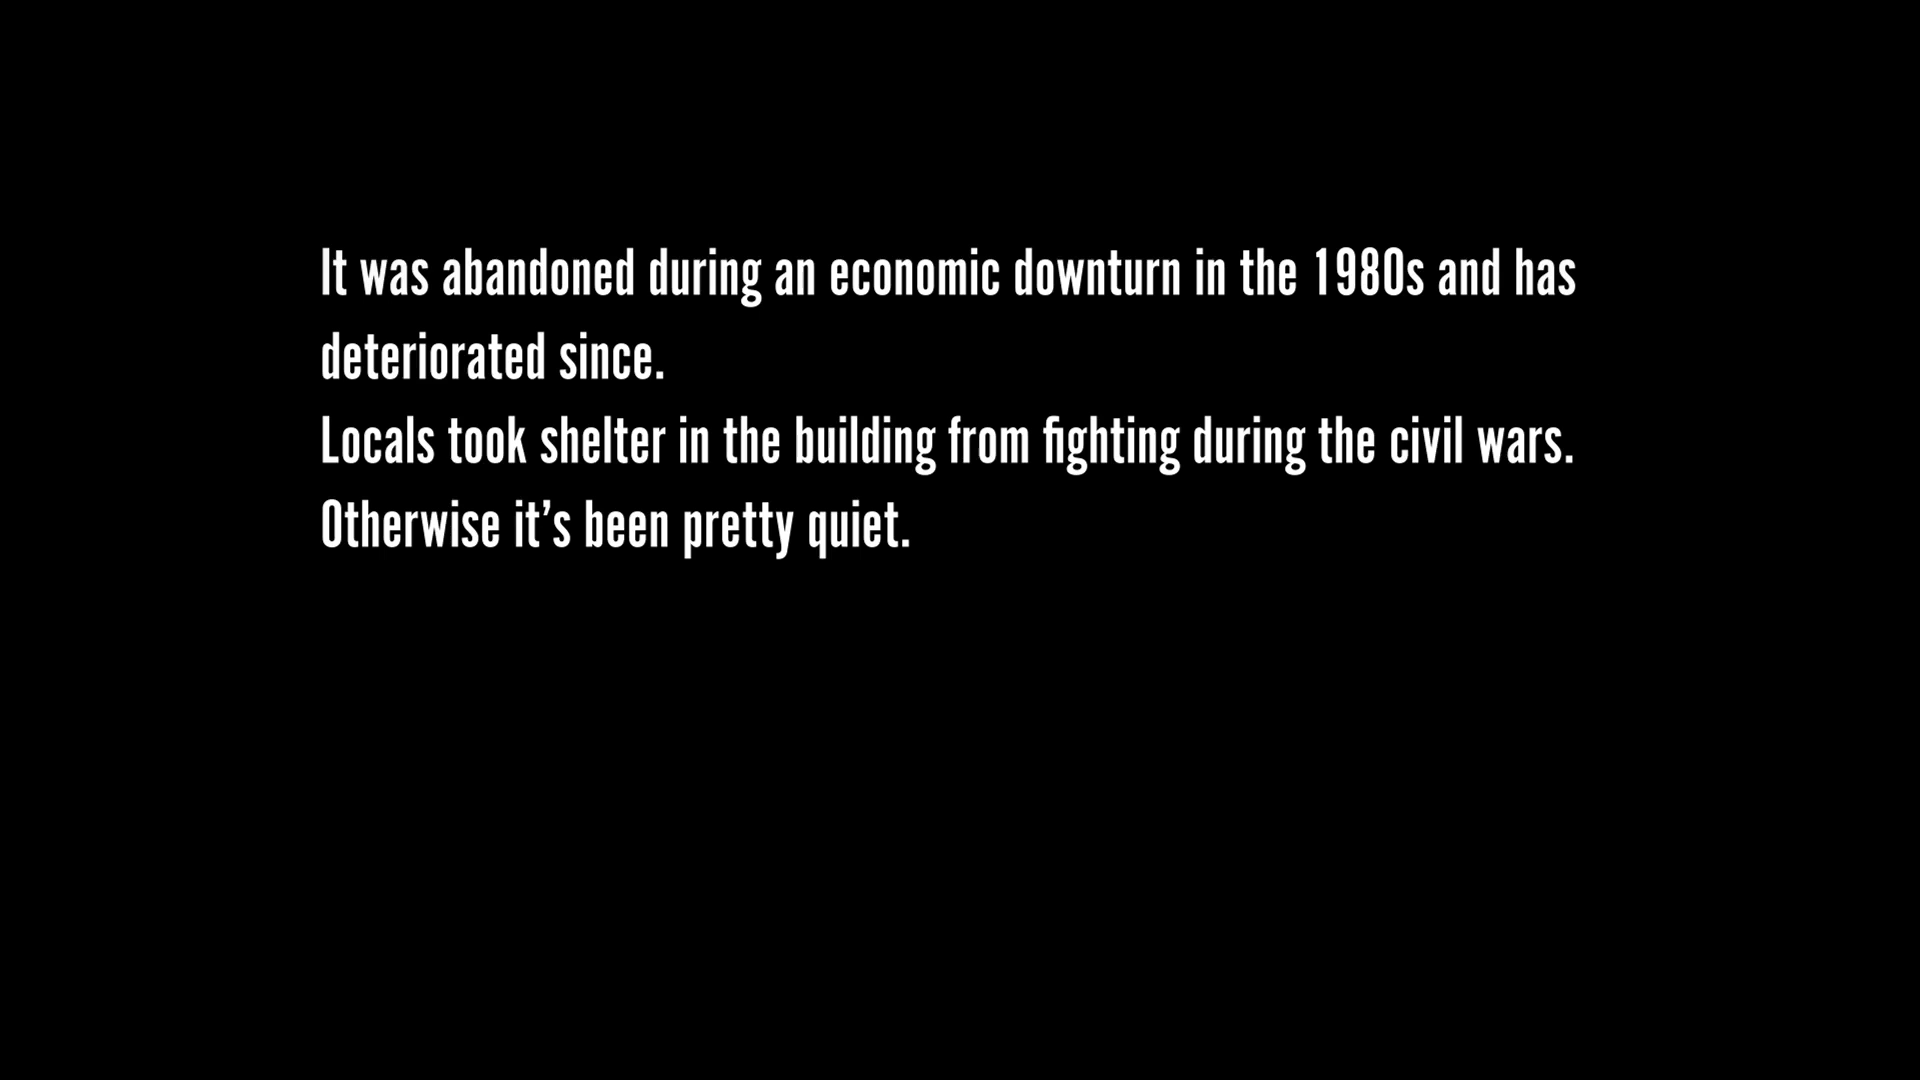 It was abandoned during an economic downturn in the 1980s and has
deteriorated since.
Locals took shelter in the building from fighting during the civil wars.
Otherwise it’s been pretty quiet.